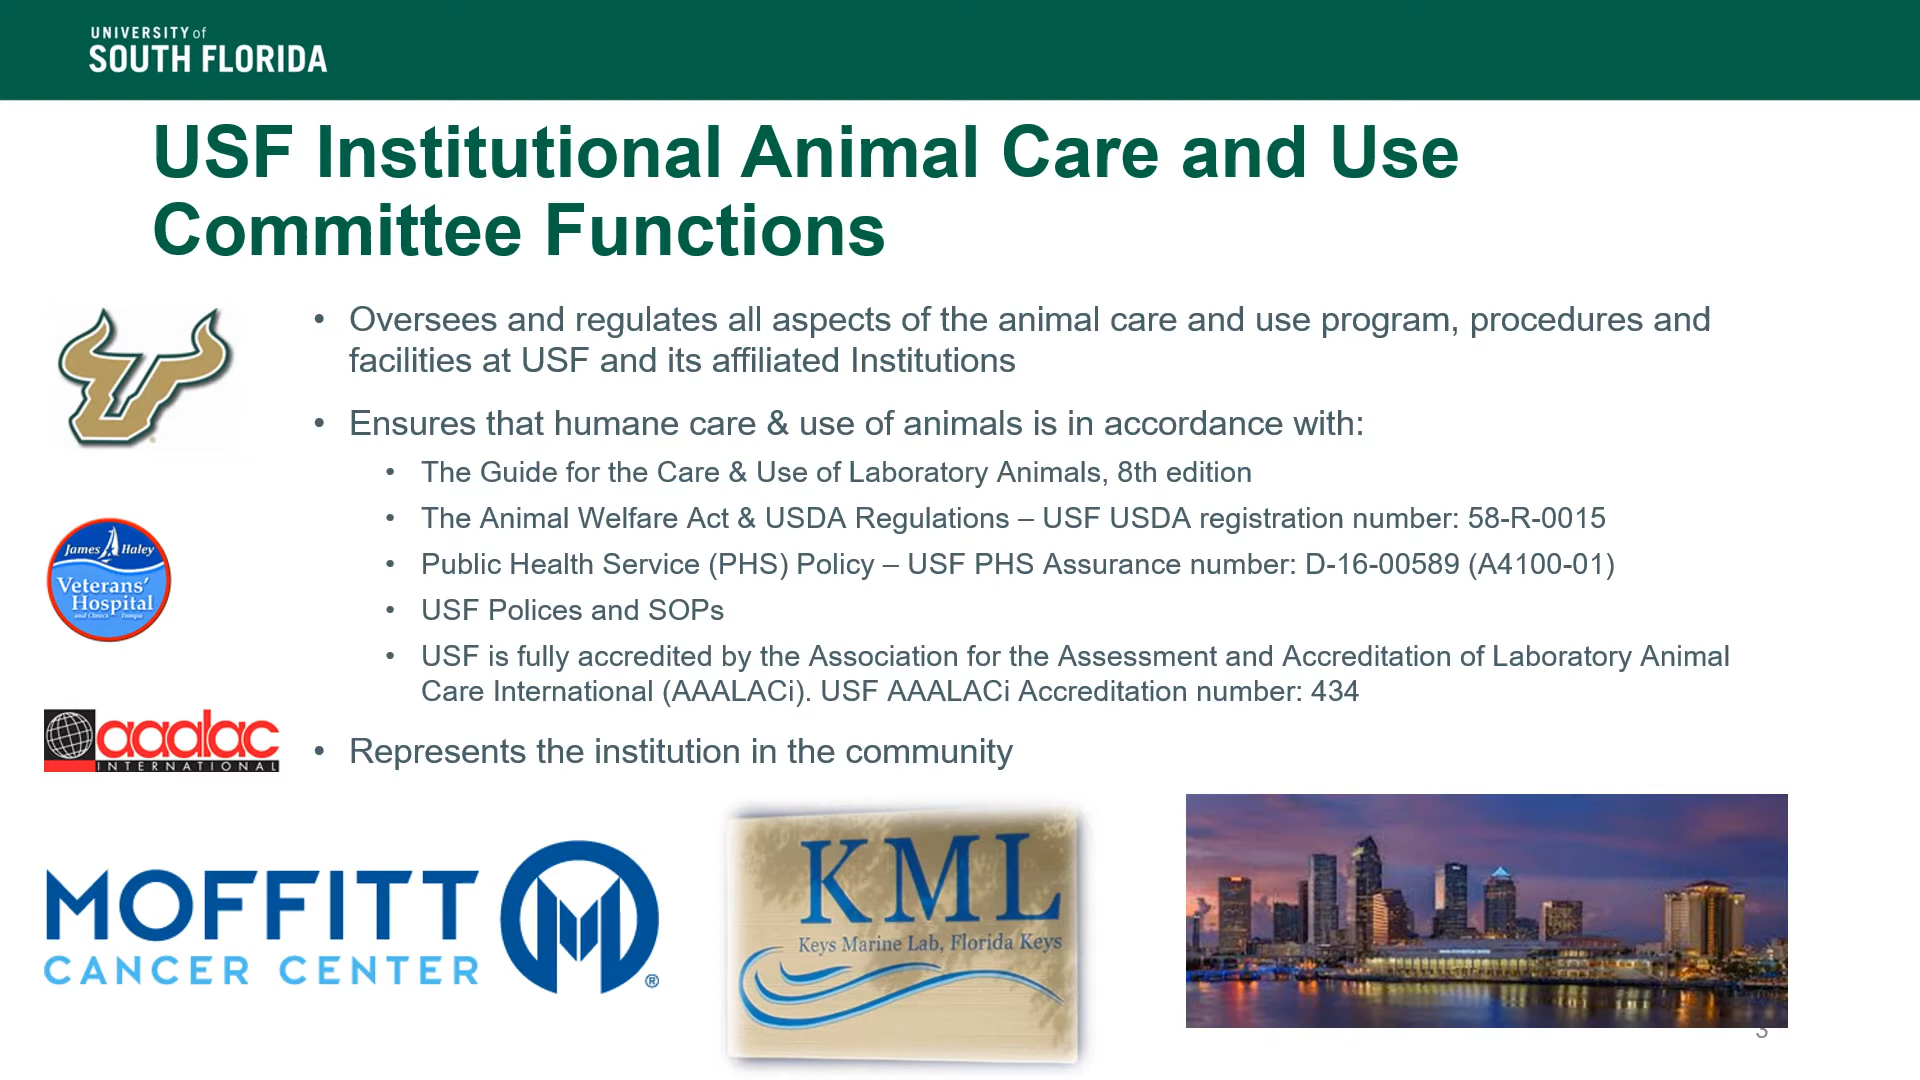 UNIVERSITY of
SOUTH FLORIDA
USF Institutional Animal Care and Use
Committee Functions
• Oversees and regulates all aspects of the animal care and use program, procedures and
facilities at USF and its affiliated Institutions
• Ensures that humane care & use of animals is in accordance with:
• The Guide for the Care & Use of Laboratory Animals, 8th edition
• The Animal Welfare Act & USDA Regulations – USF USDA registration number: 58-R-0015
• Public Health Service (PHS) Policy – USF PHS Assurance number: D-16-00589 (A4100-01)
• USF Polices and SOPs
• USF is fully accredited by the Association for the Assessment and Accreditation of Laboratory Animal
Care International (AAALACi). USF AAALACi Accreditation number: 434
• Represents the institution in the community
James Haley
Veterans'
Hospital
and Clinics Tampa
aaalac
INTERNATIONAL
MOFFITT
CANCER CENTER
M®
KML
Keys Marine Lab, Florida Keys
3